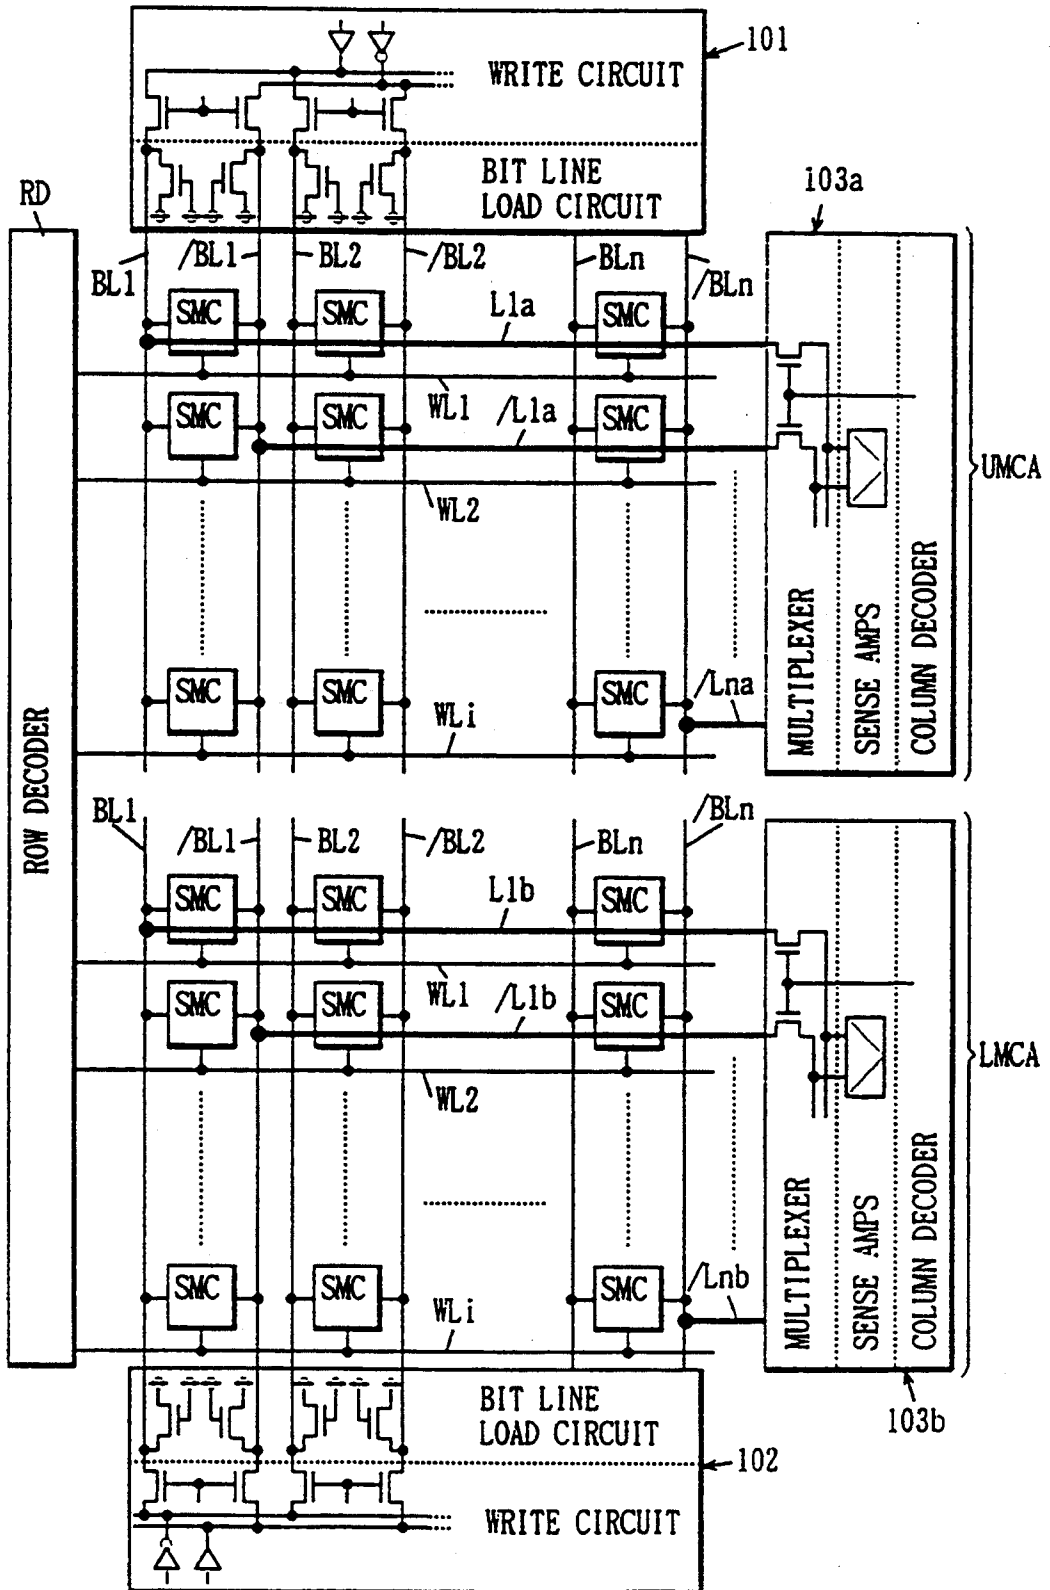 101
WRITE CIRCUIT
BIT LINE
LOAD CIRCUIT
RD
103a
BL1
/BL1
BL2
/BL2
BLn
/BLn
SMC
SMC
L1a
SMC
WL1
SMC
SMC
/L1a
SMC
WL2
UMCA
SMC
SMC
SMC
/Lna
WLi
MULTIPLEXER
SENSE AMPS
COLUMN DECODER
ROW DECODER
BL1
/BL1
BL2
/BL2
BLn
/BLn
SMC
SMC
L1b
SMC
WL1
SMC
SMC
/L1b
SMC
WL2
LMCA
SMC
SMC
SMC
/Lnb
WLi
MULTIPLEXER
SENSE AMPS
COLUMN DECODER
103b
BIT LINE
LOAD CIRCUIT
102
WRITE CIRCUIT